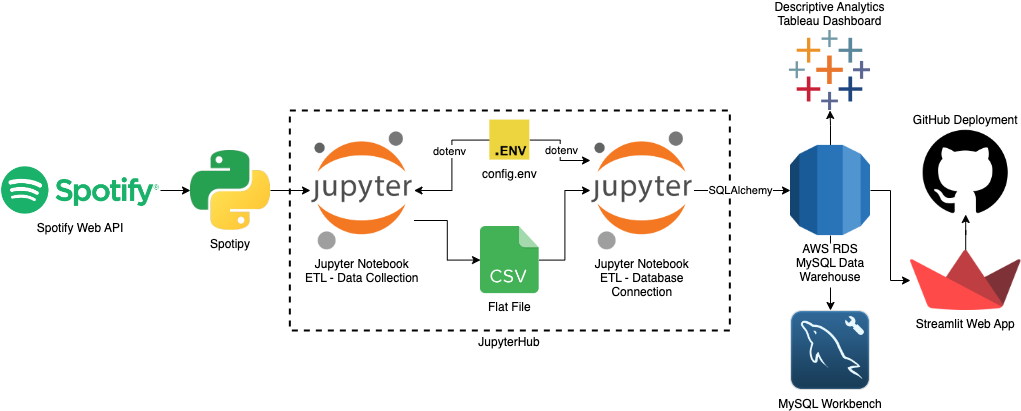 Descriptive Analytics
Tableau Dashboard
GitHub Deployment
Spotify®
Spotify Web API
Spotipy
jupyter
Jupyter Notebook
ETL - Data Collection
dotenv
.ENV
config.env
dotenv
CSV
Flat File
jupyter
Jupyter Notebook
ETL - Database
Connection
JupyterHub
SQLAlchemy
AWS RDS
MySQL Data
Warehouse
MySQL Workbench
Streamlit Web App